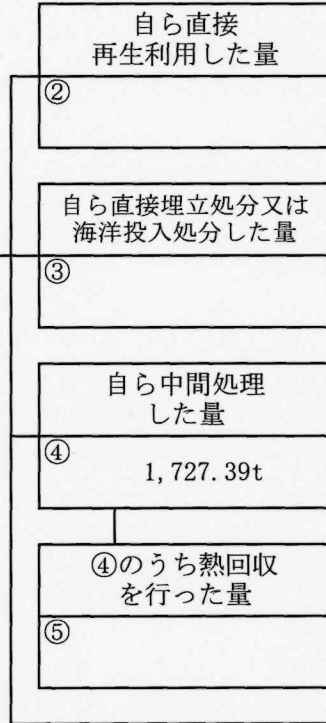 自ら直接
再生利用した量
②
自ら直接埋立処分又は
海洋投入処分した量
③
自ら中間処理
した量
④
1,727.39t
④のうち熱回収
を行った量
⑤